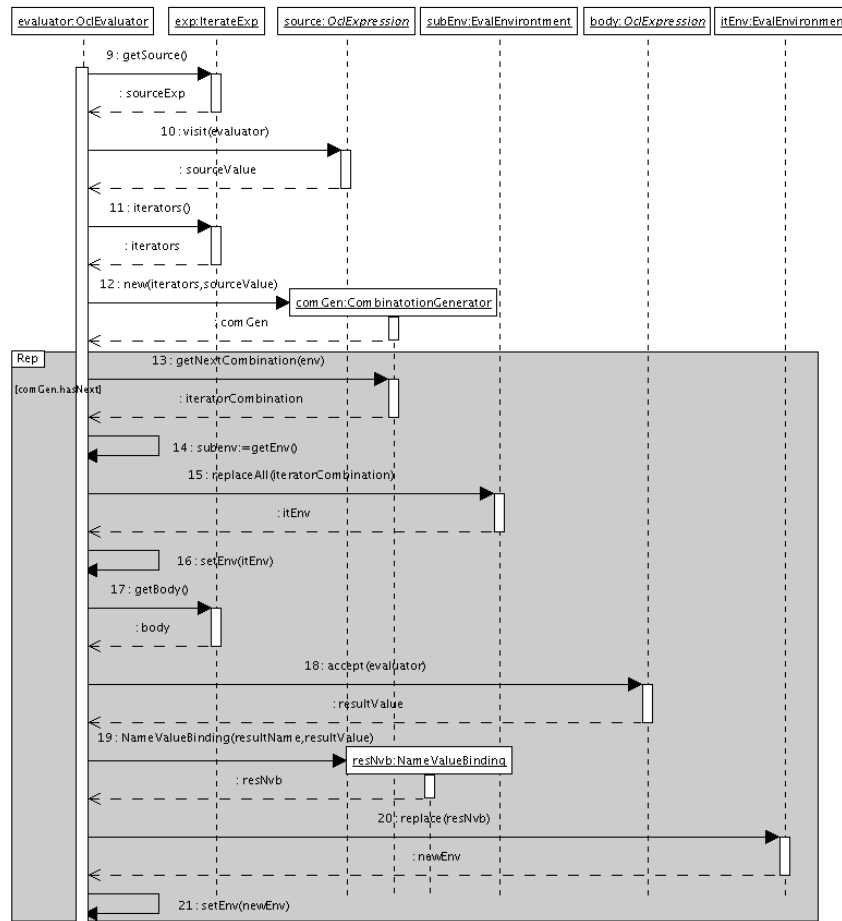 evaluator:OclEvaluator exp:IterateExp source:OclExpression subEnv:EvalEnvirontment body:OclExpression itEnv:EvalEnvironment
9 : getSource()
: sourceExp
10 : visit(evaluator)
: sourceValue
11 : iterators()
: iterators
12 : new(iterators,sourceValue)
comGen:CombinatotionGenerator
: comGen
Rep
13 : getNextCombination(env)
[comGen.hasNext]
: iteratorCombination
14 : subenv:=getEnv()
15 : replaceAll(iteratorCombination)
: itEnv
16 : setEnv(itEnv)
17 : getBody()
: body
18 : accept(evaluator)
: resultValue
19 : NameValueBinding(resultName,resultValue)
resNvb:NameValueBinding
: resNvb
20 : replace(resNvb)
: newEnv
21 : setEnv(newEnv)